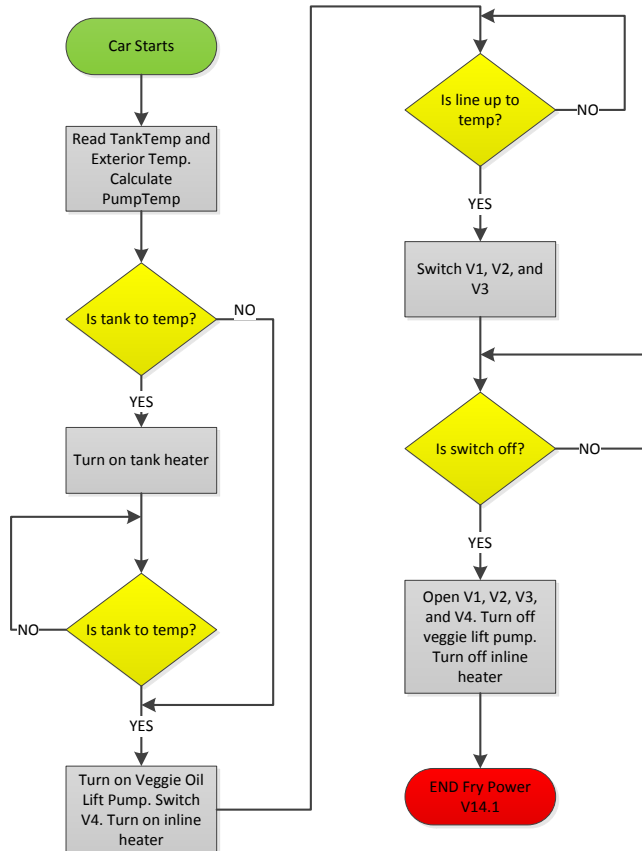 Car Starts
Read TankTemp and
Exterior Temp.
Calculate
PumpTemp
Is tank to temp?
NO
YES
Turn on tank heater
Is tank to temp?
NO
YES
Turn on Veggie Oil
Lift Pump. Switch
V4. Turn on inline
heater
Is line up to
temp?
NO
YES
Switch V1, V2, and
V3
Is switch off?
NO
YES
Open V1, V2, V3,
and V4. Turn off
veggie lift pump.
Turn off inline
heater
END Fry Power
V14.1